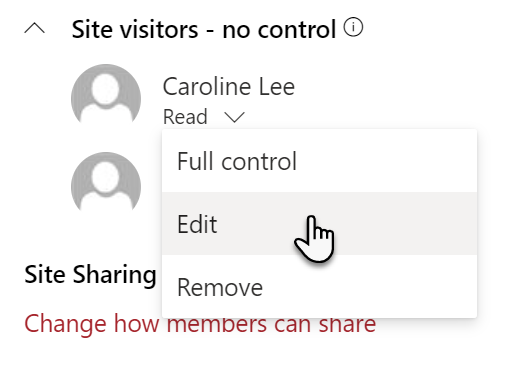 Site visitors - no control
Caroline Lee
Read
Full control
Edit
Remove
Site Sharing
Change how members can share